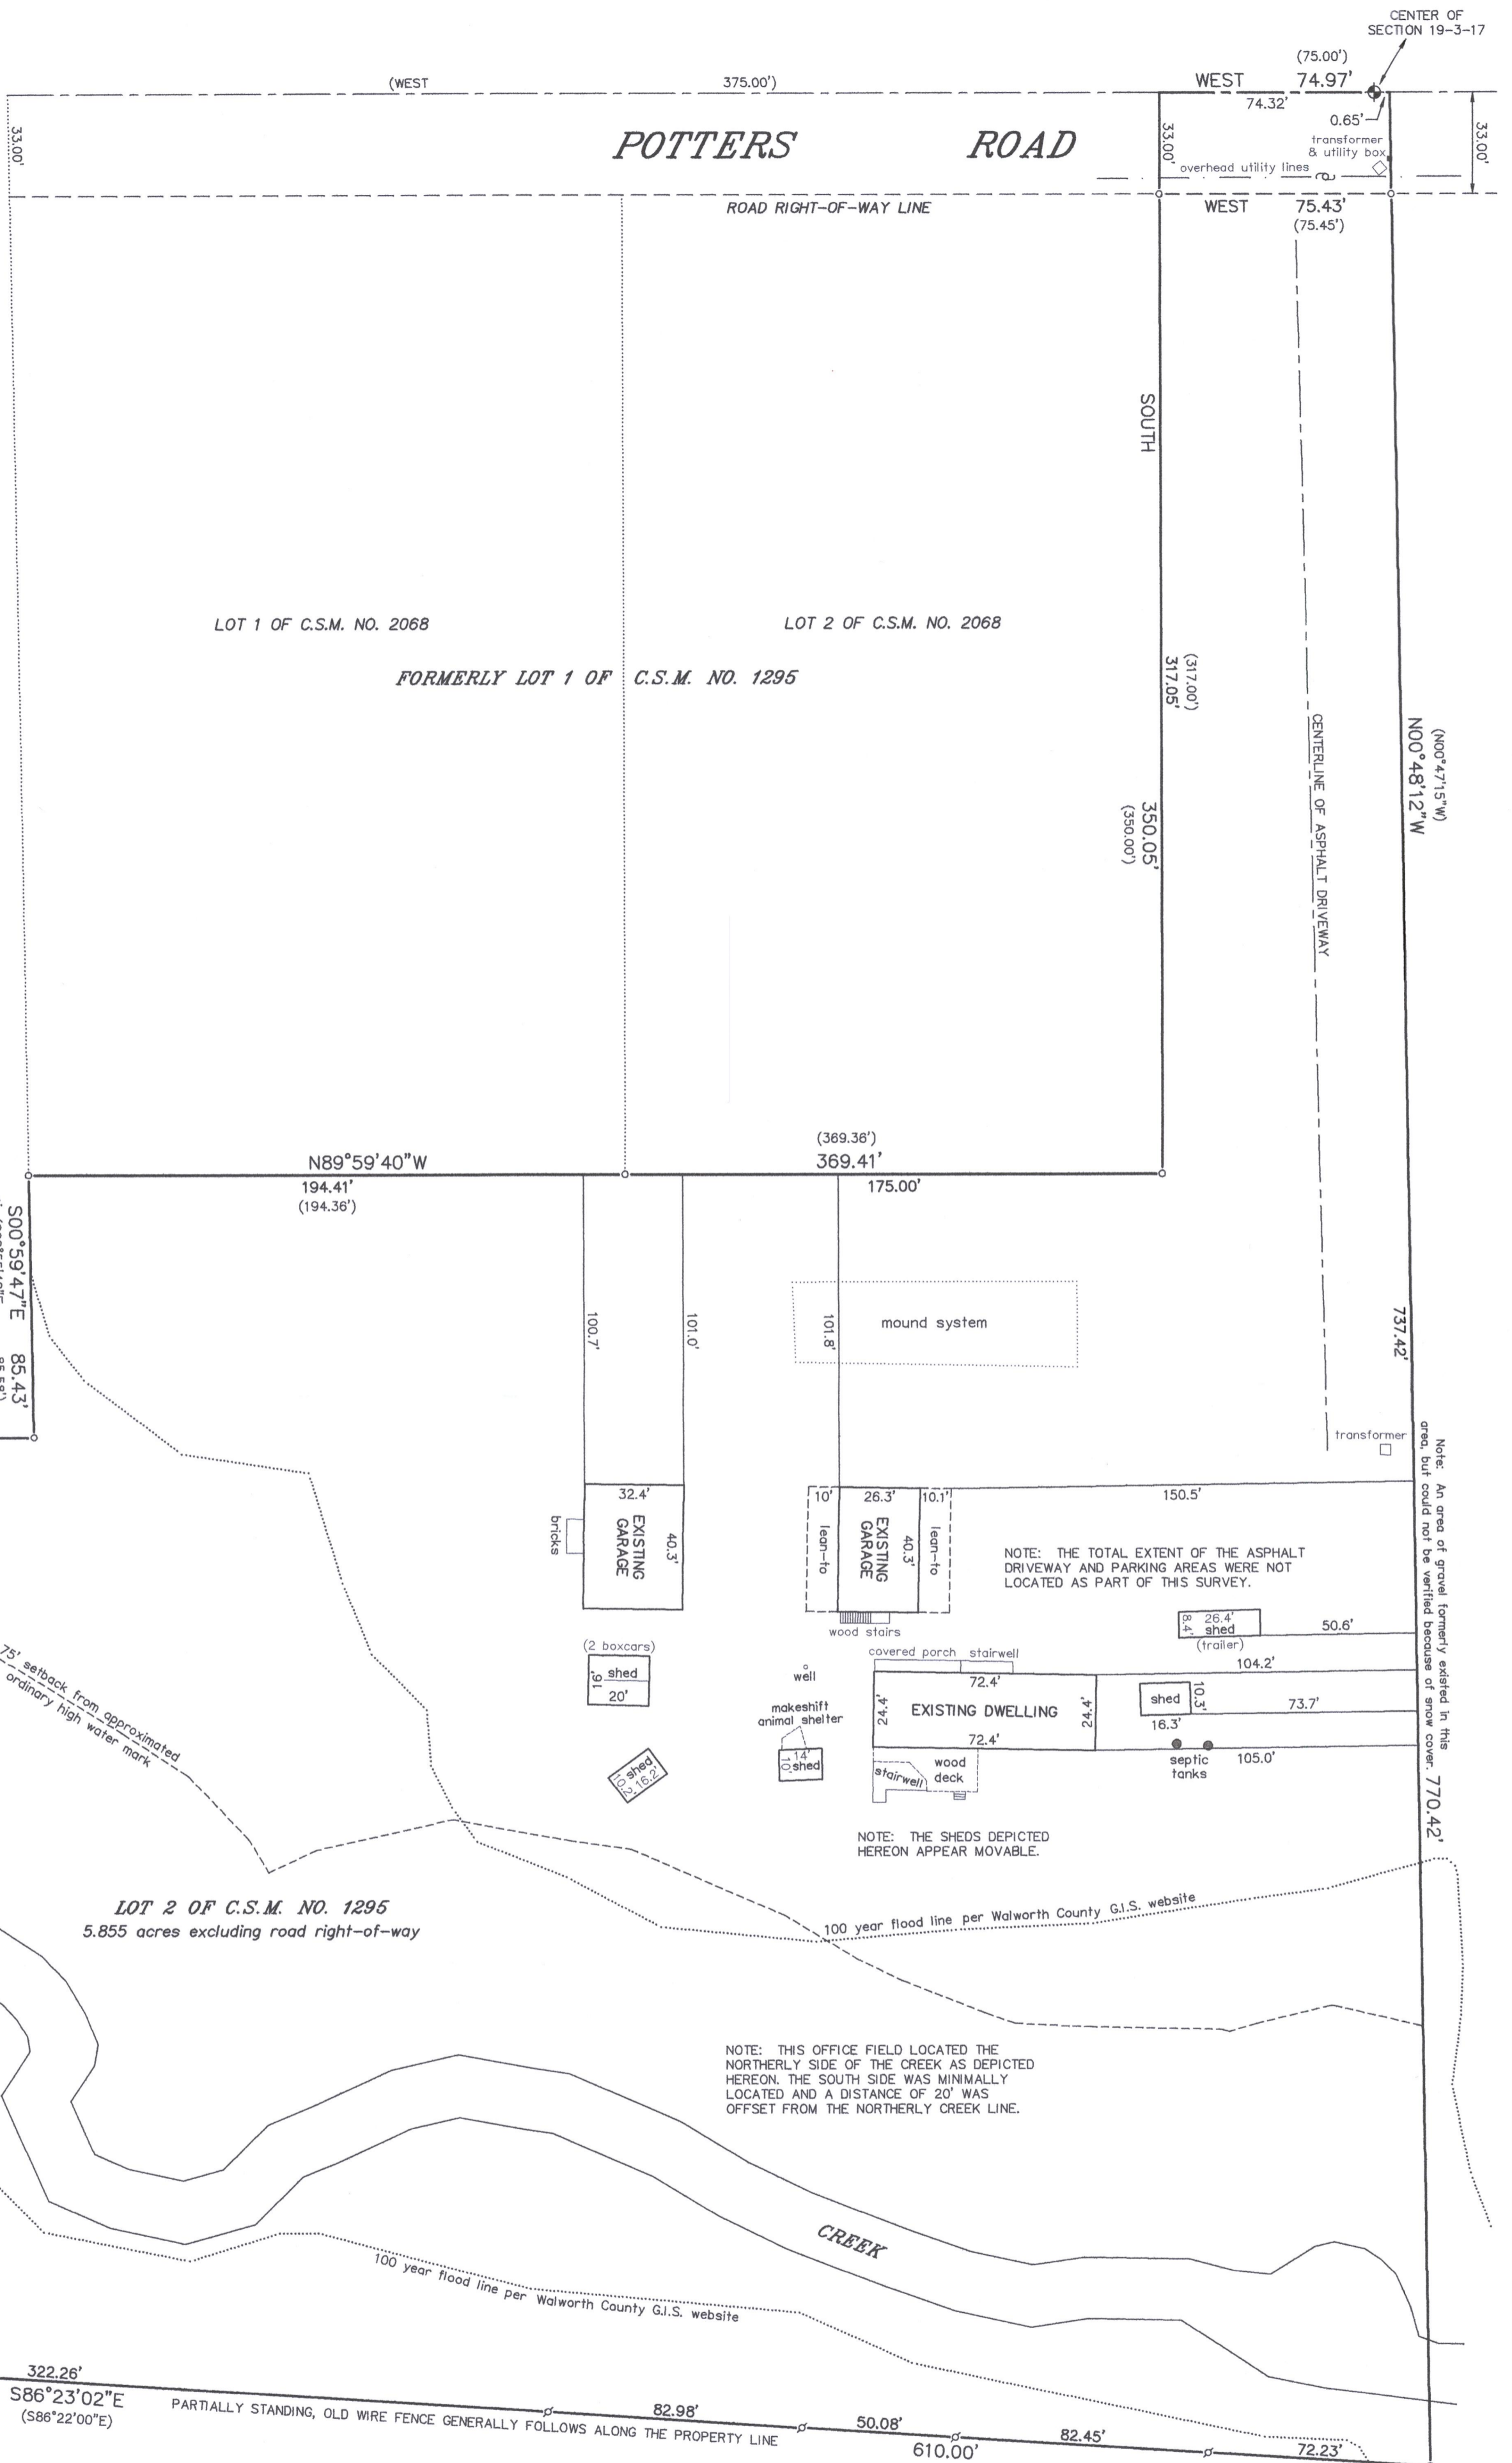 CENTER OF
SECTION 19-3-17
(WEST 375.00')
(75.00')
WEST 74.97'
74.32'
0.65'
33.00'
33.00'
33.00'
POTTERS ROAD
transformer
& utility box
overhead utility lines
ROAD RIGHT-OF-WAY LINE
WEST 75.43'
(75.45')
SOUTH
LOT 1 OF C.S.M. NO. 2068
LOT 2 OF C.S.M. NO. 2068
FORMERLY LOT 1 OF C.S.M. NO. 1295
(317.00')
317.05'
350.05'
(350.00')
CENTERLINE OF ASPHALT DRIVEWAY
(N00°47'15"W)
N00°48'12"W
(369.36')
N89°59'40"W 369.41'
194.41'
(194.36')
175.00'
S00°59'47"E 85.43'
100.7'
101.0'
101.8'
mound system
737.42'
transformer
Note: An area of gravel formerly existed in this
area, but could not be verified because of snow cover.
770.42'
32.4'
EXISTING
GARAGE
40.3'
bricks
10'
lean-to
26.3'
EXISTING
GARAGE
40.3'
10.1'
lean-to
150.5'
wood stairs
NOTE: THE TOTAL EXTENT OF THE ASPHALT
DRIVEWAY AND PARKING AREAS WERE NOT
LOCATED AS PART OF THIS SURVEY.
8.4'
26.4'
shed
(trailer)
50.6'
(2 boxcars)
shed
16'
20'
well
covered porch stairwell
72.4'
24.4'
EXISTING DWELLING
24.4'
72.4'
104.2'
shed
10.3'
16.3'
73.7'
septic
tanks
105.0'
makeshift
animal shelter
14'
10'
shed
stairwell
wood
deck
shed
10.2'
16.2'
75' setback from approximated
ordinary high water mark
NOTE: THE SHEDS DEPICTED
HEREON APPEAR MOVABLE.
LOT 2 OF C.S.M. NO. 1295
5.855 acres excluding road right-of-way
100 year flood line per Walworth County G.I.S. website
NOTE: THIS OFFICE FIELD LOCATED THE
NORTHERLY SIDE OF THE CREEK AS DEPICTED
HEREON. THE SOUTH SIDE WAS MINIMALLY
LOCATED AND A DISTANCE OF 20' WAS
OFFSET FROM THE NORTHERLY CREEK LINE.
CREEK
100 year flood line per Walworth County G.I.S. website
322.26'
S86°23'02"E
(S86°22'00"E)
PARTIALLY STANDING, OLD WIRE FENCE GENERALLY FOLLOWS ALONG THE PROPERTY LINE
82.98'
50.08'
82.45'
72.23'
610.00'